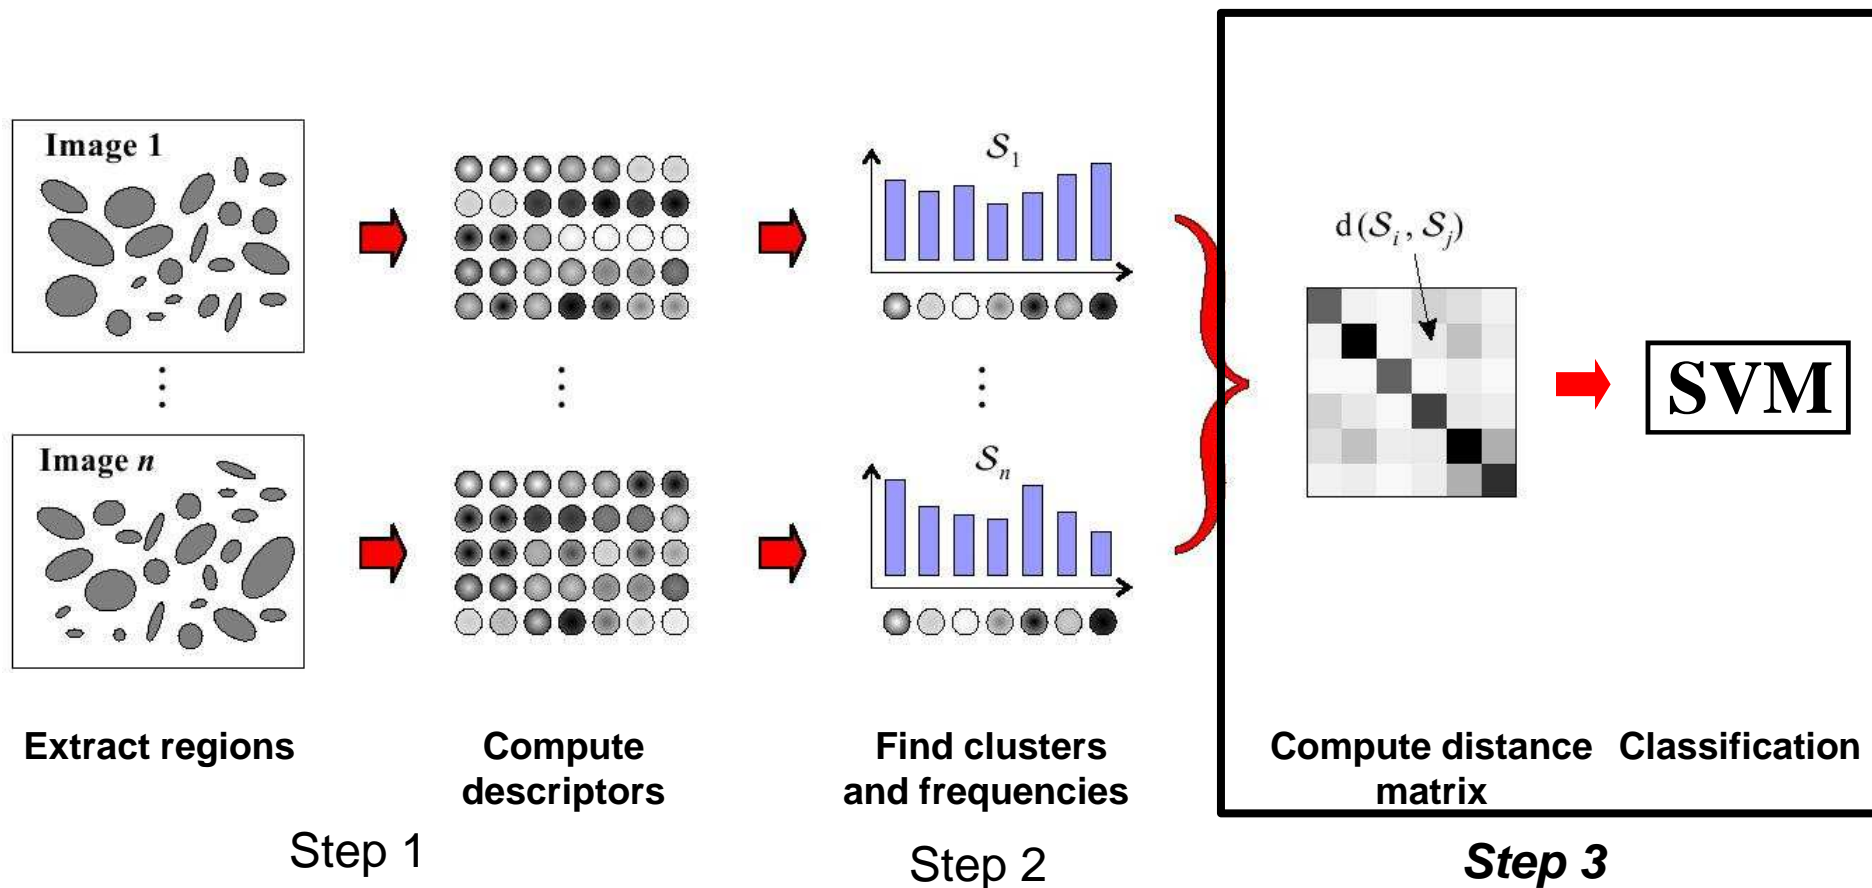 Image 1
S₁
d(Sᵢ, Sⱼ)
SVM
Image n
Sₙ
Extract regions
Compute
descriptors
Find clusters
and frequencies
Compute distance
matrix
Classification
Step 1
Step 2
Step 3